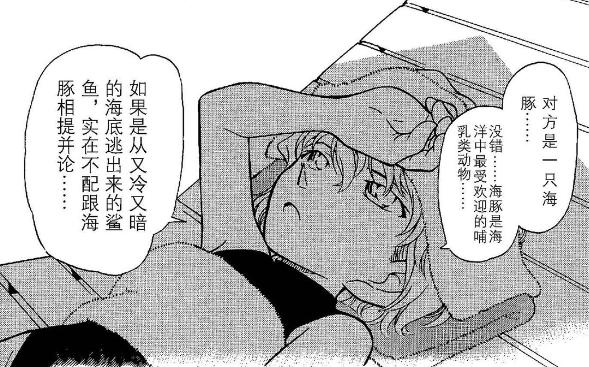 对方是一只海
豚……
没错……海豚是海
洋中最受欢迎的哺
乳类动物……
如果是从又冷又暗
的海底逃出来的鲨
鱼，实在不配跟海
豚相提并论……